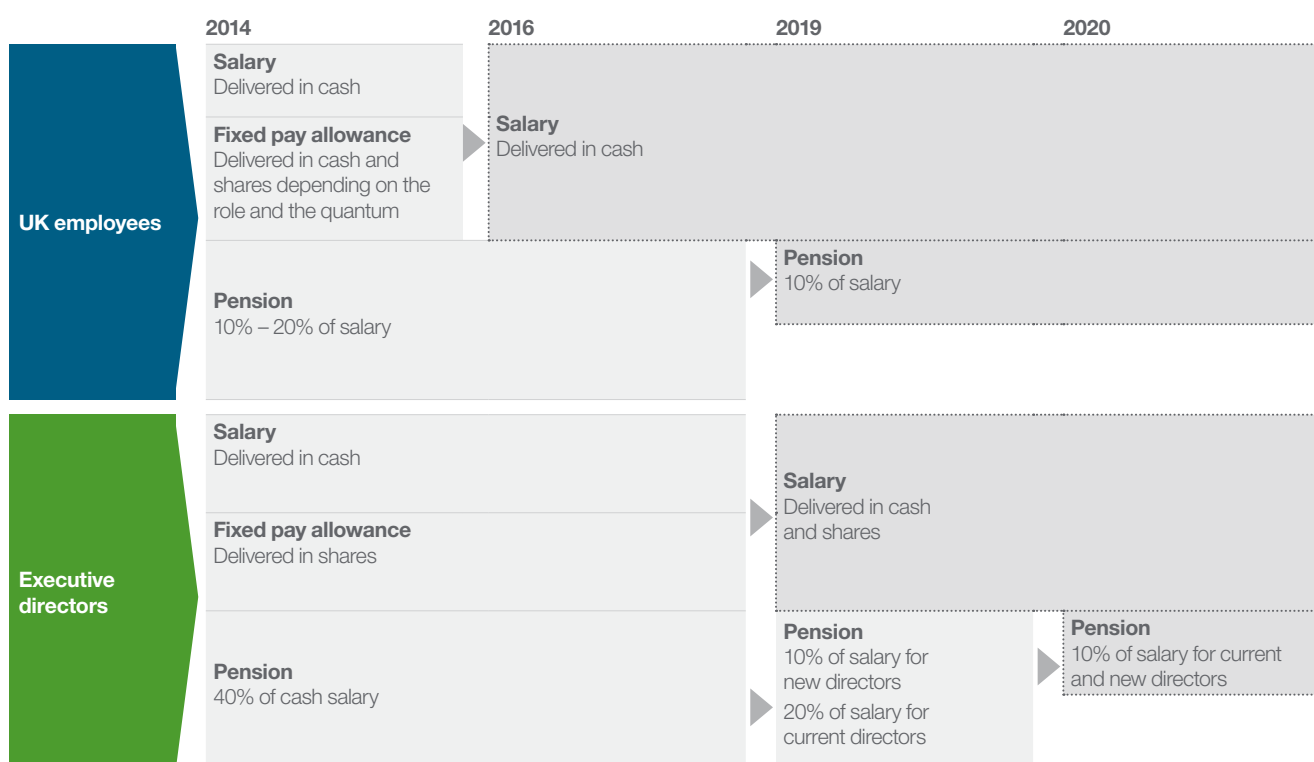 2014
2016
2019
2020
UK employees
Salary
Delivered in cash
Fixed pay allowance
Delivered in cash and
shares depending on the
role and the quantum
Salary
Delivered in cash
Pension
10% – 20% of salary
Pension
10% of salary
Executive
directors
Salary
Delivered in cash
Fixed pay allowance
Delivered in shares
Salary
Delivered in cash
and shares
Pension
40% of cash salary
Pension
10% of salary for
new directors
20% of salary for
current directors
Pension
10% of salary for current
and new directors